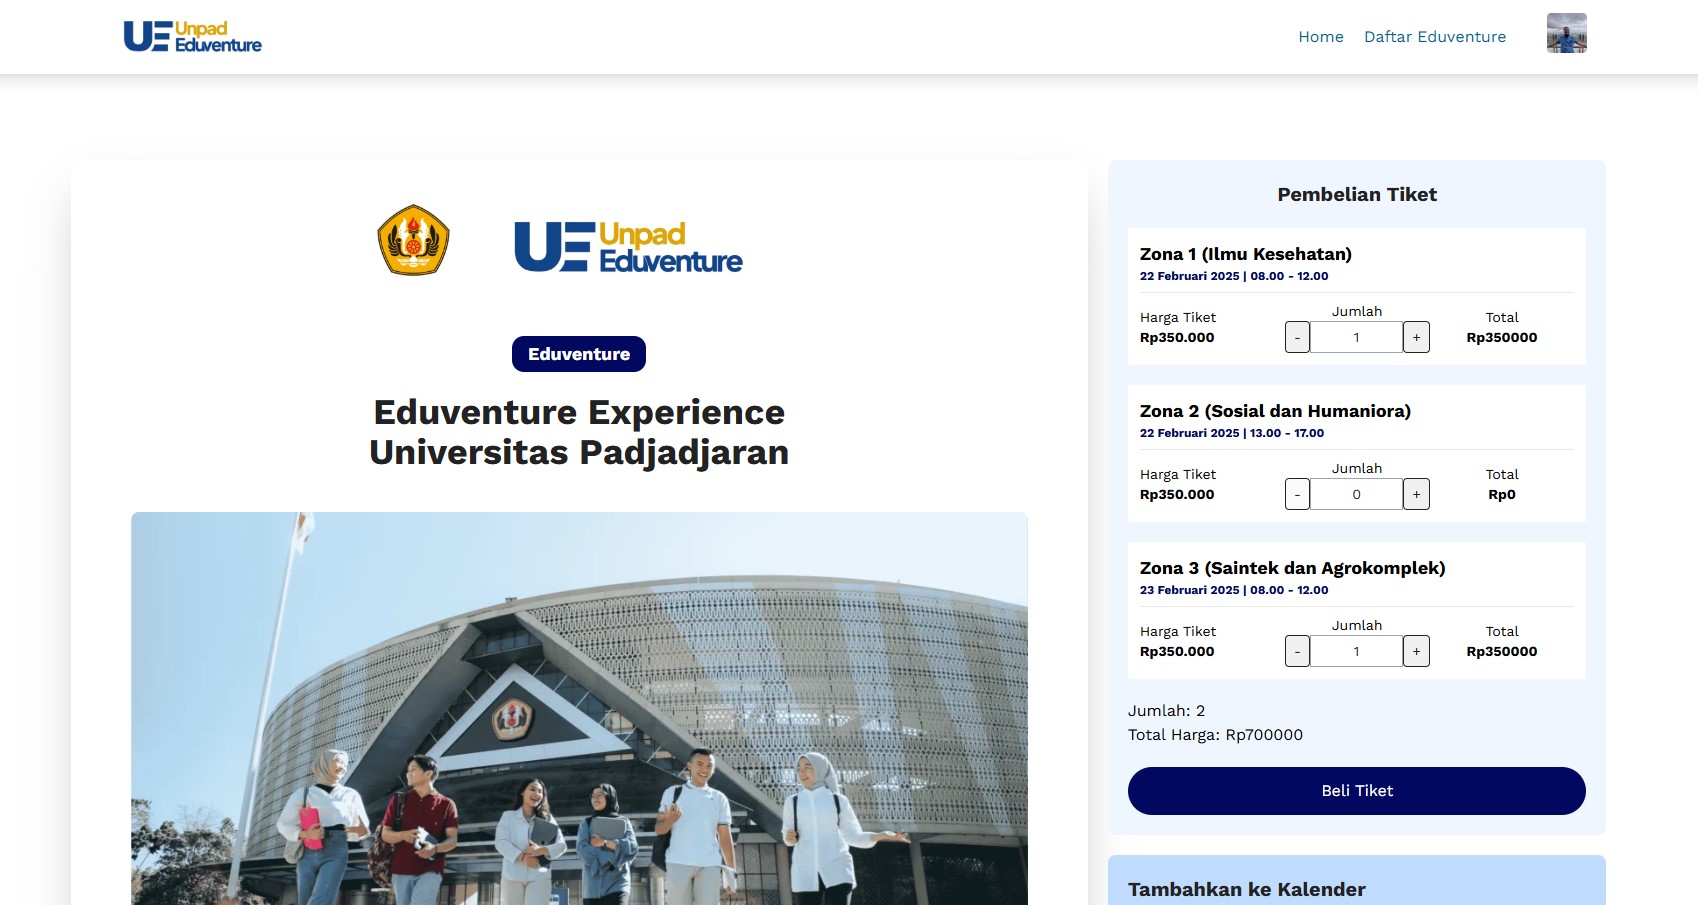 UE Unpad
Eduventure
Home
Daftar Eduventure
UE Unpad
Eduventure
Eduventure
Eduventure Experience
Universitas Padjadjaran
Pembelian Tiket
Zona 1 (Ilmu Kesehatan)
22 Februari 2025 | 08.00 - 12.00
Harga Tiket
Rp350.000
Jumlah
- 1 +
Total
Rp350000
Zona 2 (Sosial dan Humaniora)
22 Februari 2025 | 13.00 - 17.00
Harga Tiket
Rp350.000
Jumlah
- 0 +
Total
Rp0
Zona 3 (Saintek dan Agrokomplek)
23 Februari 2025 | 08.00 - 12.00
Harga Tiket
Rp350.000
Jumlah
- 1 +
Total
Rp350000
Jumlah: 2
Total Harga: Rp700000
Beli Tiket
Tambahkan ke Kalender